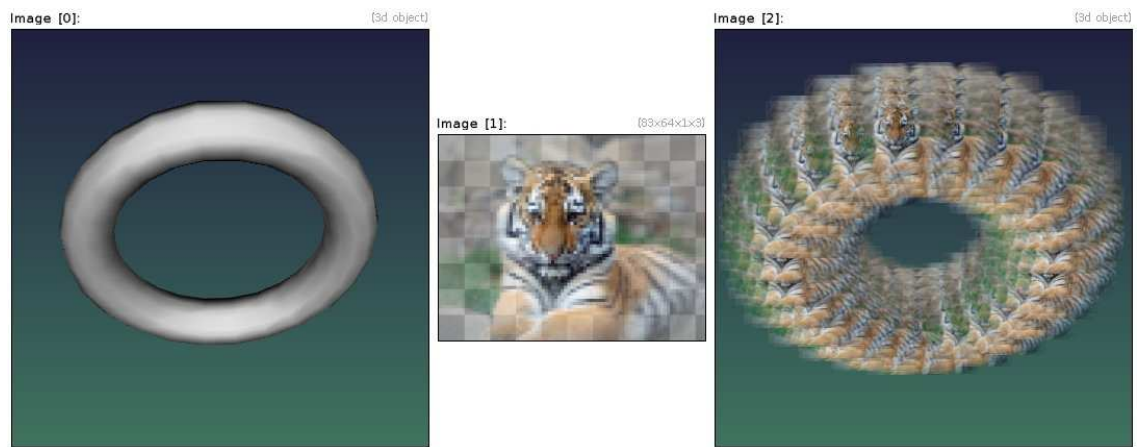 Image [0]:
(3d object)
Image [1]:
(83x64x1x3)
Image [2]:
(3d object)